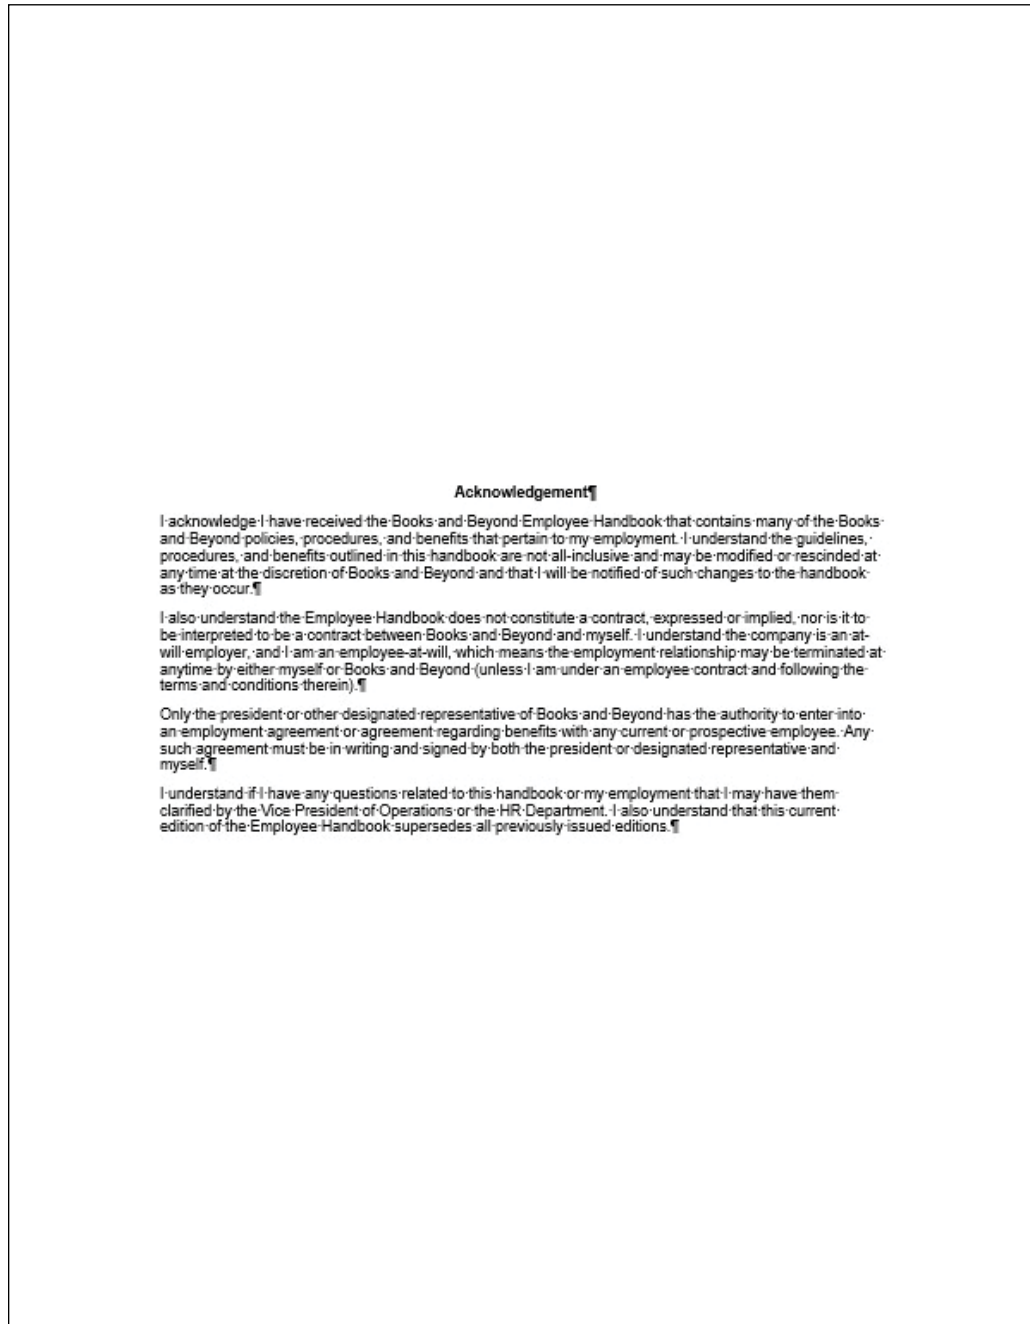 Acknowledgement¶
I·acknowledge·I·have·received·the·Books·and·Beyond·Employee·Handbook·that·contains·many·of·the·Books·
and·Beyond·policies,·procedures,·and·benefits·that·pertain·to·my·employment.·I·understand·the·guidelines,·
procedures,·and·benefits·outlined·in·this·handbook·are·not·all-inclusive·and·may·be·modified·or·rescinded·at·
any·time·at·the·discretion·of·Books·and·Beyond·and·that·I·will·be·notified·of·such·changes·to·the·handbook·
as·they·occur.¶
I·also·understand·the·Employee·Handbook·does·not·constitute·a·contract,·expressed·or·implied,·nor·is·it·to·
be·interpreted·to·be·a·contract·between·Books·and·Beyond·and·myself.·I·understand·the·company·is·an·at-
will·employer,·and·I·am·an·employee-at-will,·which·means·the·employment·relationship·may·be·terminated·at·
anytime·by·either·myself·or·Books·and·Beyond·(unless·I·am·under·an·employee·contract·and·following·the·
terms·and·conditions·therein).¶
Only·the·president·or·other·designated·representative·of·Books·and·Beyond·has·the·authority·to·enter·into·
an·employment·agreement·or·agreement·regarding·benefits·with·any·current·or·prospective·employee.·Any·
such·agreement·must·be·in·writing·and·signed·by·both·the·president·or·designated·representative·and·
myself.¶
I·understand·if·I·have·any·questions·related·to·this·handbook·or·my·employment·that·I·may·have·them·
clarified·by·the·Vice·President·of·Operations·or·the·HR·Department.·I·also·understand·that·this·current·
edition·of·the·Employee·Handbook·supersedes·all·previously·issued·editions.¶